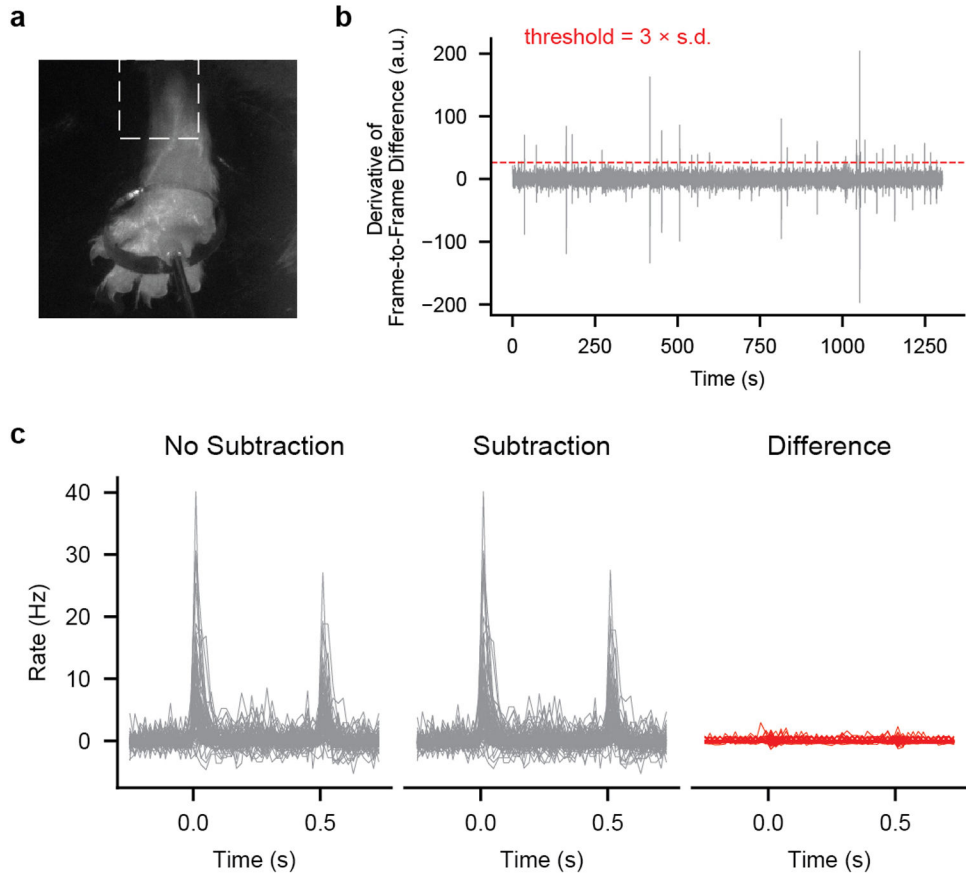 a
b
threshold = 3 × s.d.
Derivative of
Frame-to-Frame Difference (a.u.)
200
100
0
−100
−200
0
250
500
750
1000
1250
Time (s)
c
No Subtraction
Subtraction
Difference
Rate (Hz)
40
30
20
10
0
0.0
0.5
0.0
0.5
0.0
0.5
Time (s)
Time (s)
Time (s)